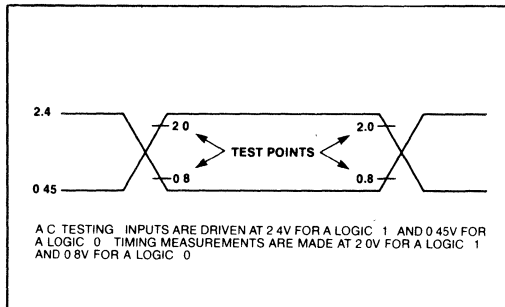 2.4
2 0 2.0
TEST POINTS
0 8 0.8
0 45
A C TESTING INPUTS ARE DRIVEN AT 2 4V FOR A LOGIC 1 AND 0 45V FOR
A LOGIC 0 TIMING MEASUREMENTS ARE MADE AT 2 0V FOR A LOGIC 1
AND 0 8V FOR A LOGIC 0